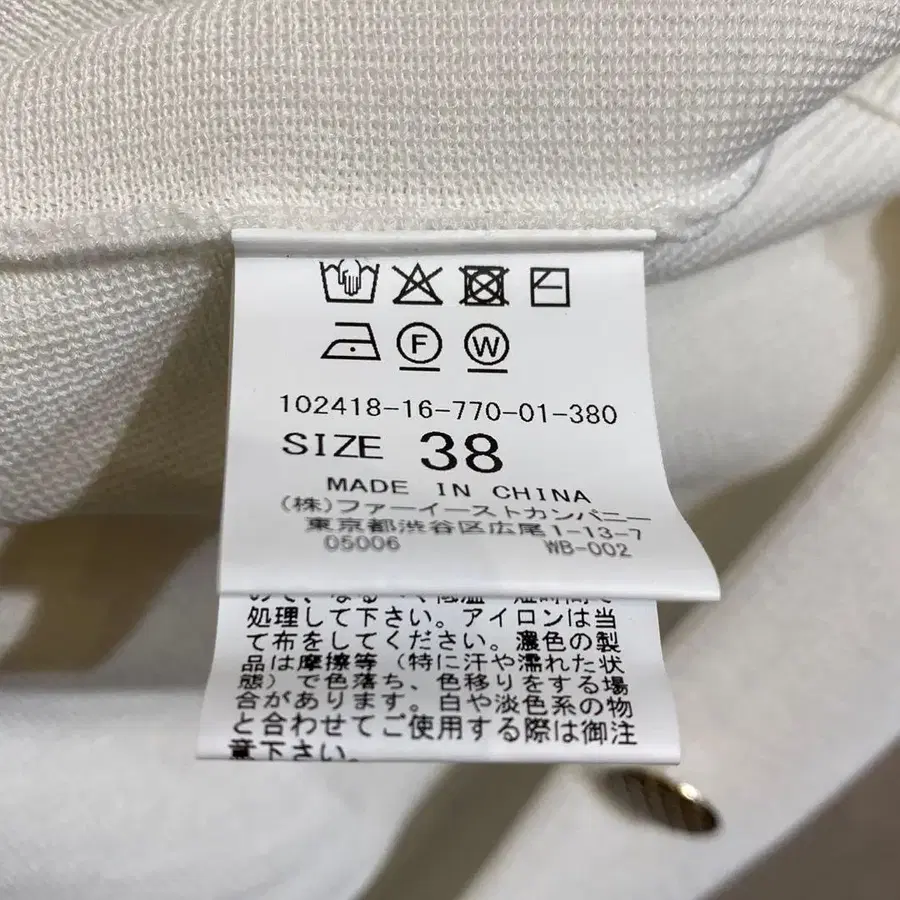 F W
102418-16-770-01-380
SIZE 38
MADE IN CHINA
(株)ファーイーストカンパニー
東京都渋谷区広尾1-13-7
05006 WB-002
処理して下さい。アイロンは当
て布をしてください。濃色の製
品は摩擦等(特に汗や濡れた状
態)で色落ち、色移りをする場
合があります。白や淡色系の物
と合わせてご使用する際は御注
意下さい。